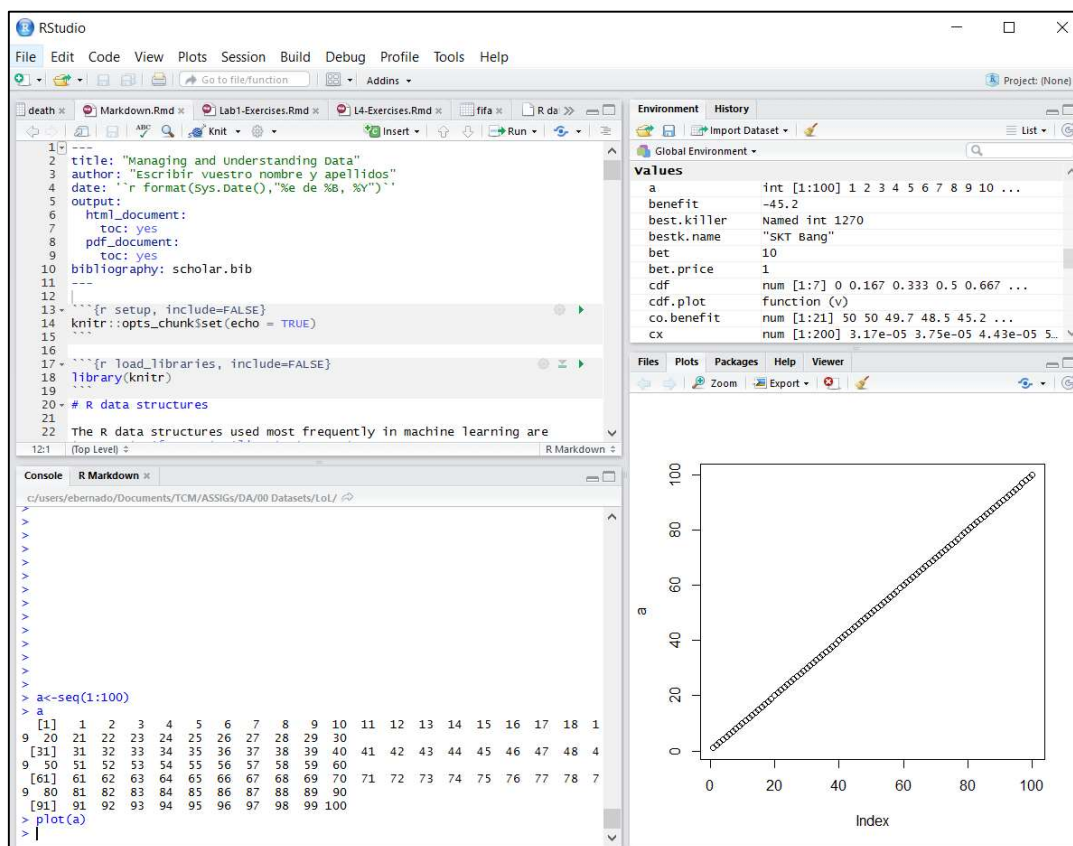 RStudio
File Edit Code View Plots Session Build Debug Profile Tools Help
Go to file/function Addins Project: (None)
death Markdown.Rmd Lab1-Exercises.Rmd L4-Exercises.Rmd fifa R da
ABC Knit Insert Run
1 ---
2 title: "Managing and Understanding Data"
3 author: "Escribir vuestro nombre y apellidos"
4 date: '`r format(Sys.Date(),"%e de %B, %Y")`'
5 output:
6 html_document:
7 toc: yes
8 pdf_document:
9 toc: yes
10 bibliography: scholar.bib
11 ---
12
13 ```{r setup, include=FALSE}
14 knitr::opts_chunk$set(echo = TRUE)
15 ```
16
17 ```{r load_libraries, include=FALSE}
18 library(knitr)
19 ```
20 # R data structures
21
22 The R data structures used most frequently in machine learning are
12:1 (Top Level) R Markdown
Console R Markdown
c:/users/ebernado/Documents/TCM/ASSIGs/DA/00 Datasets/LoL/
>
>
>
>
>
>
>
>
>
>
>
>
>
>
> a<-seq(1:100)
> a
[1] 1 2 3 4 5 6 7 8 9 10 11 12 13 14 15 16 17 18 1
9 20 21 22 23 24 25 26 27 28 29 30
[31] 31 32 33 34 35 36 37 38 39 40 41 42 43 44 45 46 47 48 4
9 50 51 52 53 54 55 56 57 58 59 60
[61] 61 62 63 64 65 66 67 68 69 70 71 72 73 74 75 76 77 78 7
9 80 81 82 83 84 85 86 87 88 89 90
[91] 91 92 93 94 95 96 97 98 99 100
> plot(a)
>
Environment History
Import Dataset List
Global Environment
Values
a int [1:100] 1 2 3 4 5 6 7 8 9 10 ...
benefit -45.2
best.killer Named int 1270
bestk.name "SKT Bang"
bet 10
bet.price 1
cdf num [1:7] 0 0.167 0.333 0.5 0.667 ...
cdf.plot function (v)
co.benefit num [1:21] 50 50 49.7 48.5 45.2 ...
cx num [1:200] 3.17e-05 3.75e-05 4.43e-05 5…
Files Plots Packages Help Viewer
Zoom Export
100
80
60
40
20
0
a
0 20 40 60 80 100
Index